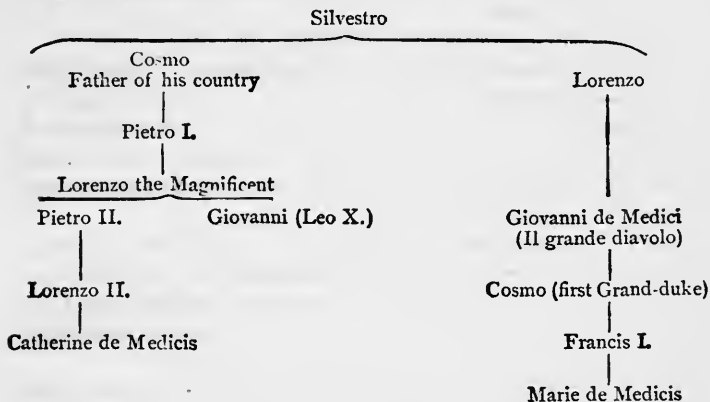 Silvestro
Cosmo
Father of his country
Lorenzo
Pietro I.
Lorenzo the Magnificent
Pietro II.
Giovanni (Leo X.)
Giovanni de Medici
(Il grande diavolo)
Lorenzo II.
Cosmo (first Grand-duke)
Catherine de Medicis
Francis I.
Marie de Medicis